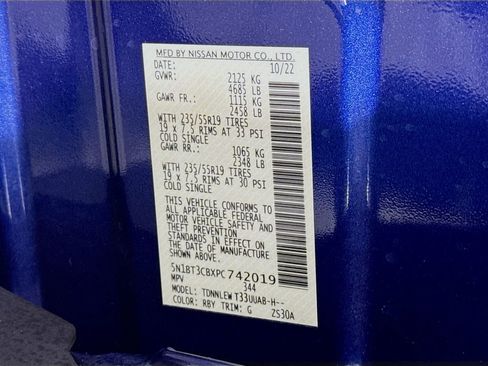 MFD BY NISSAN MOTOR CO., LTD.
DATE: 10/22
GVWR: 2125 KG
4685 LB
GAWR FR.: 1115 KG
2458 LB
WITH 235/55R19 TIRES
19 x 7.5 RIMS AT 33 PSI
COLD SINGLE
GAWR RR.: 1065 KG
2348 LB
WITH 235/55R19 TIRES
19 x 7.5 RIMS AT 30 PSI
COLD SINGLE
THIS VEHICLE CONFORMS TO
ALL APPLICABLE FEDERAL
MOTOR VEHICLE SAFETY AND
THEFT PREVENTION
STANDARDS IN EFFECT ON
THE DATE OF MANUFACTURE
SHOWN ABOVE
5N1BT3CBXPC742019
MPV 344
MODEL: TDNNLEW T33UUAB-H--
COLOR: RBY TRIM: G ZS30A